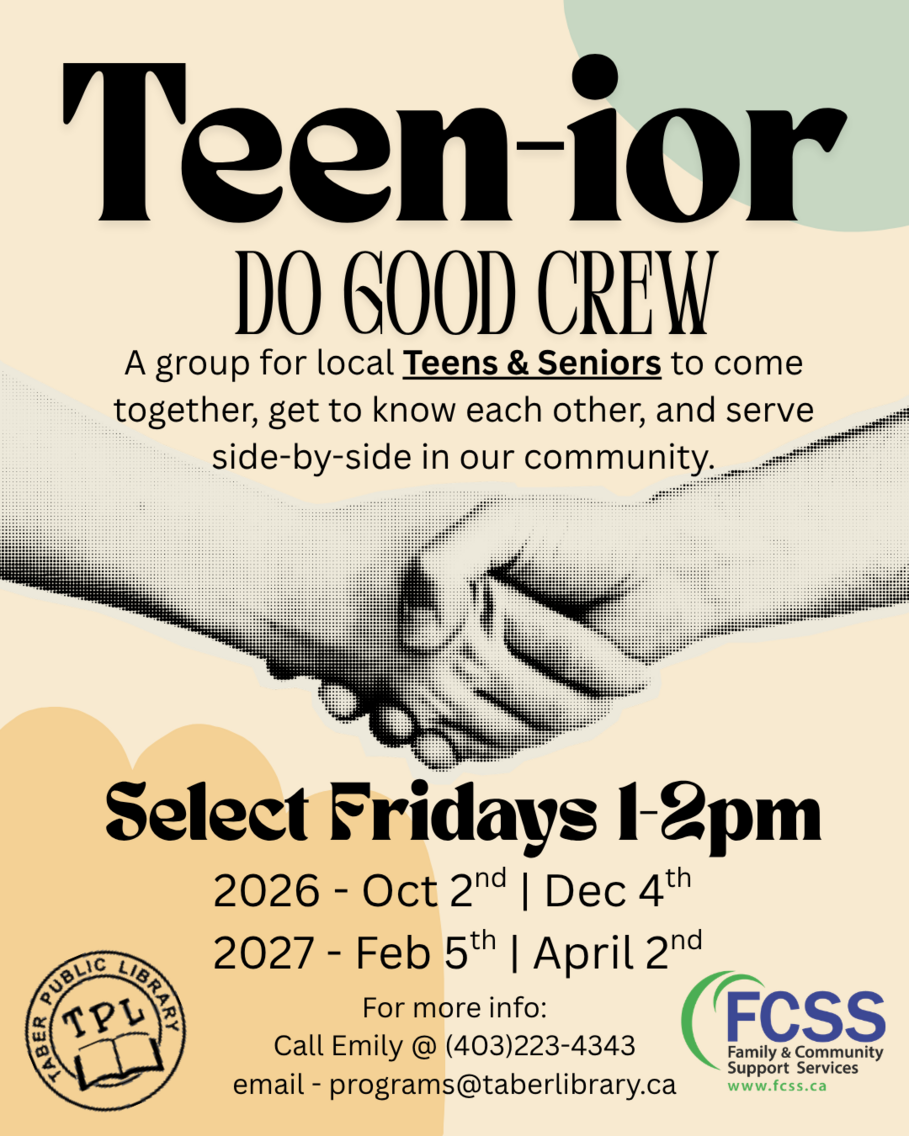 Teen-ior
DO GOOD CREW
A group for local Teens & Seniors to come
together, get to know each other, and serve
side-by-side in our community.
Select Fridays 1-2pm
2026 - Oct 2nd | Dec 4th
2027 - Feb 5th | April 2nd
For more info:
Call Emily @ (403)223-4343
email - programs@taberlibrary.ca
TABER PUBLIC LIBRARY
TPL
FCSS
Family & Community
Support Services
www.fcss.ca